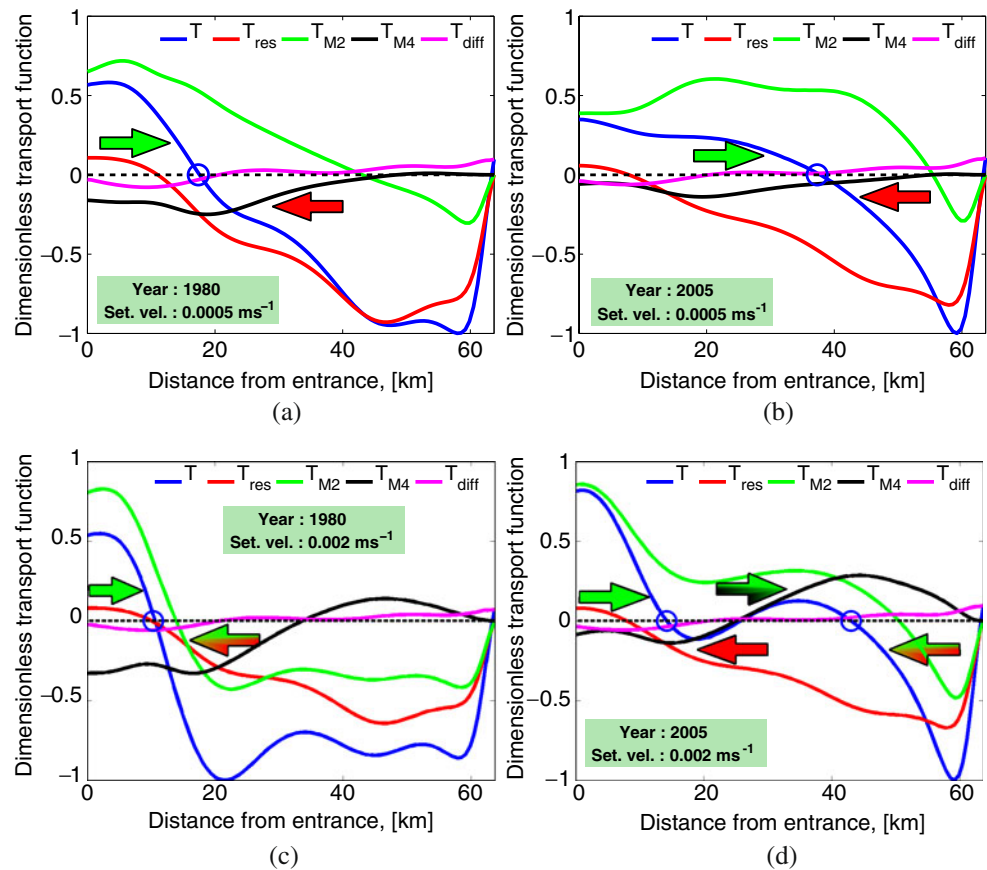 T T_res T_M2 T_M4 T_diff
Dimensionless transport function
1
0.5
0
−0.5
−1
Year : 1980
Set. vel. : 0.0005 ms⁻¹
0 20 40 60
Distance from entrance, [km]
(a)
T T_res T_M2 T_M4 T_diff
Dimensionless transport function
1
0.5
0
−0.5
−1
Year : 2005
Set. vel. : 0.0005 ms⁻¹
0 20 40 60
Distance from entrance, [km]
(b)
T T_res T_M2 T_M4 T_diff
Dimensionless transport function
1
0.5
0
−0.5
−1
Year : 1980
Set. vel. : 0.002 ms⁻¹
0 20 40 60
Distance from entrance, [km]
(c)
T T_res T_M2 T_M4 T_diff
Dimensionless transport function
1
0.5
0
−0.5
−1
Year : 2005
Set. vel. : 0.002 ms⁻¹
0 20 40 60
Distance from entrance, [km]
(d)